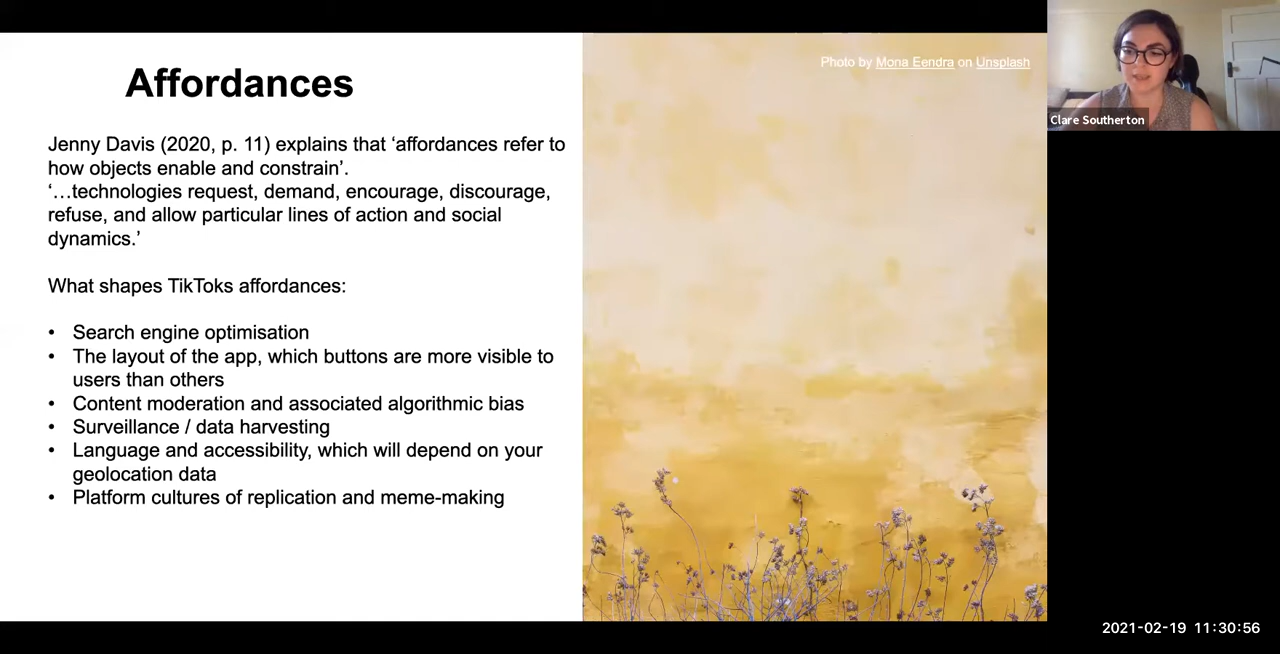 Affordances
Jenny Davis (2020, p. 11) explains that ‘affordances refer to
how objects enable and constrain’.
‘…technologies request, demand, encourage, discourage,
refuse, and allow particular lines of action and social
dynamics.’
What shapes TikToks affordances:
• Search engine optimisation
• The layout of the app, which buttons are more visible to
users than others
• Content moderation and associated algorithmic bias
• Surveillance / data harvesting
• Language and accessibility, which will depend on your
geolocation data
• Platform cultures of replication and meme-making
Photo by Mona Eendra on Unsplash
Clare Southerton
2021-02-19 11:30:56